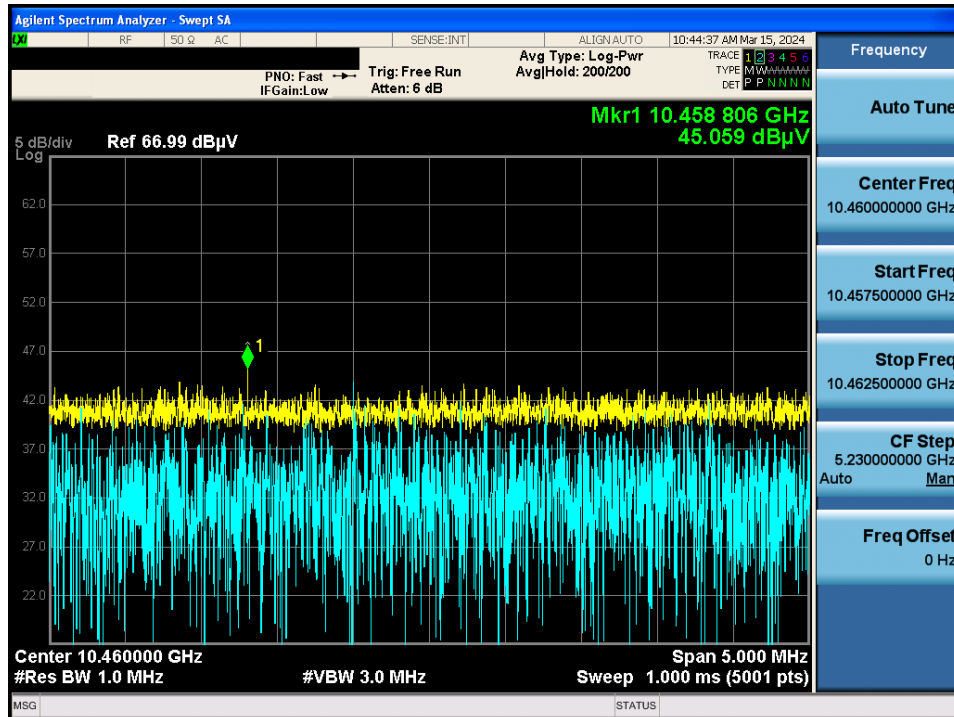 Agilent Spectrum Analyzer - Swept SA
LXI RF 50 Ω AC SENSE:INT ALIGN AUTO 10:44:37 AM Mar 15, 2024
PNO: Fast
IFGain:Low
Trig: Free Run
Atten: 6 dB
Avg Type: Log-Pwr
Avg|Hold: 200/200
TRACE 1 2 3 4 5 6
TYPE M W W W W W
DET P P N N N N
Mkr1 10.458 806 GHz
45.059 dBµV
5 dB/div
Log
Ref 66.99 dBµV
62.0
57.0
52.0
47.0
42.0
37.0
32.0
27.0
22.0
1
Center 10.460000 GHz
Span 5.000 MHz
#Res BW 1.0 MHz
#VBW 3.0 MHz
Sweep 1.000 ms (5001 pts)
MSG
STATUS
Frequency
Auto Tune
Center Freq
10.460000000 GHz
Start Freq
10.457500000 GHz
Stop Freq
10.462500000 GHz
CF Step
5.230000000 GHz
Auto Man
Freq Offset
0 Hz